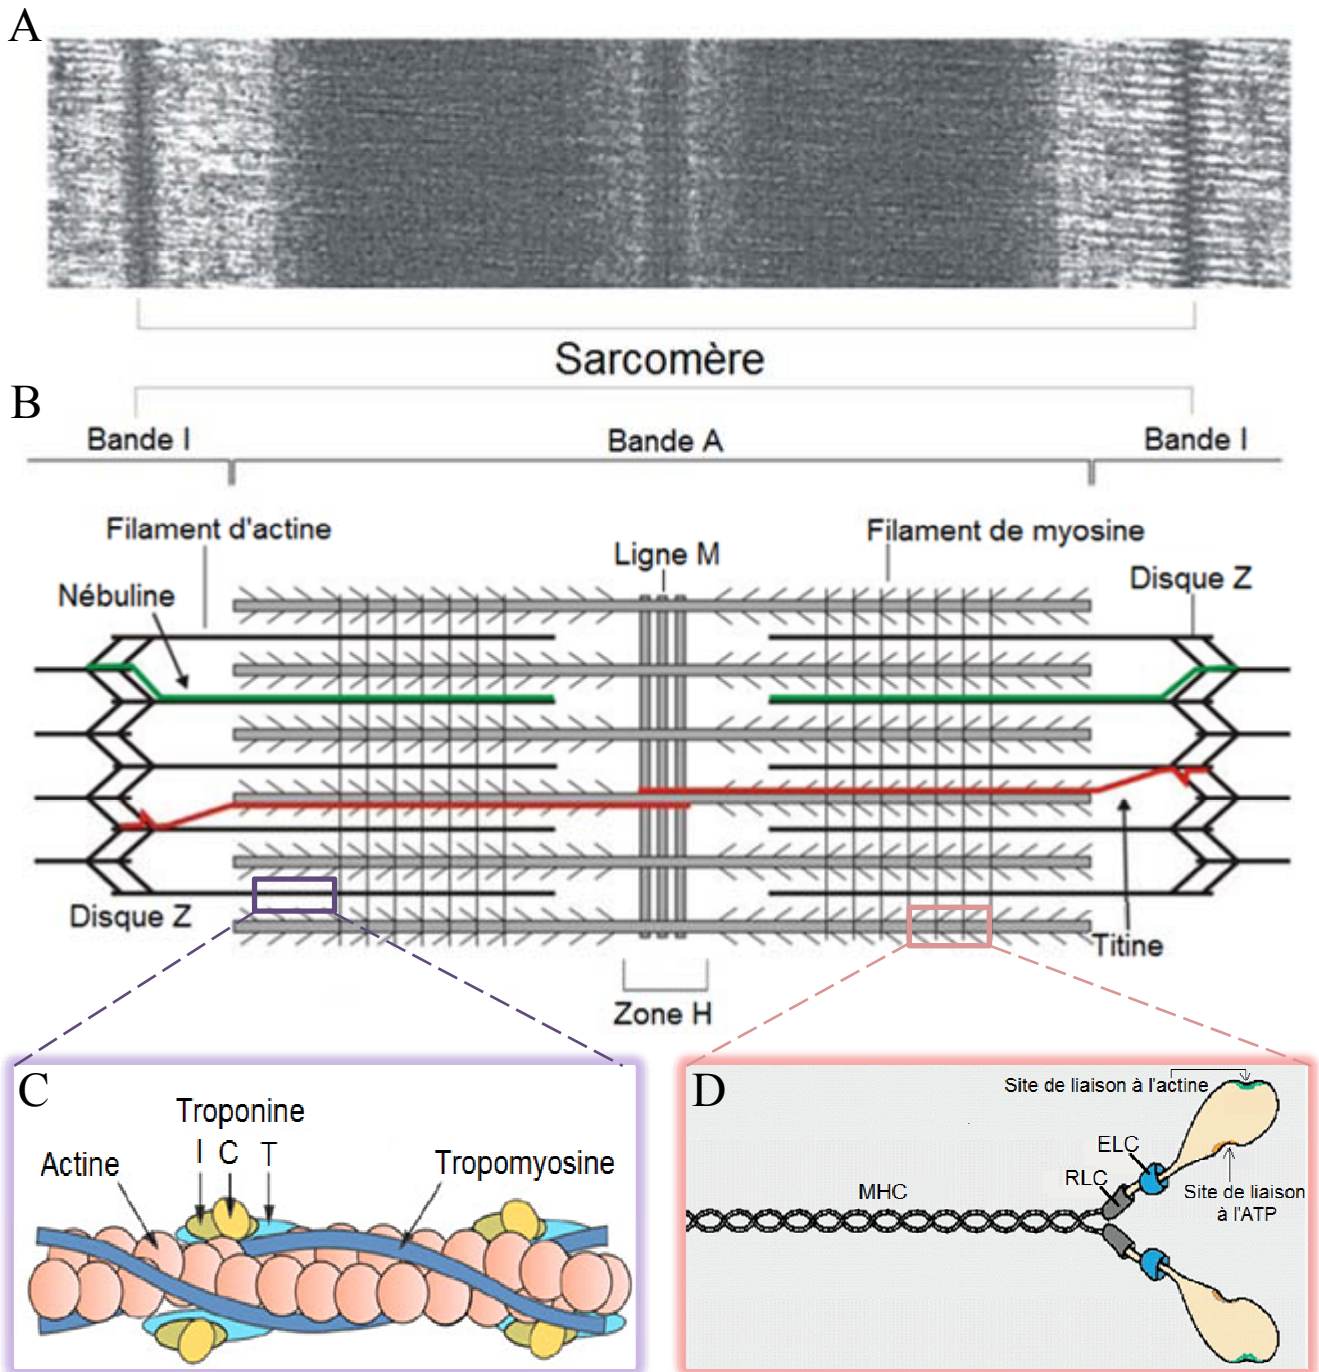 A
Sarcomère
B
Bande I
Bande A
Bande I
Filament d'actine
Filament de myosine
Ligne M
Nébuline
Disque Z
Disque Z
Titine
Zone H
C
Troponine
I C T
Actine
Tropomyosine
D
Site de liaison à l'actine
ELC
RLC
MHC
Site de liaison
à l'ATP